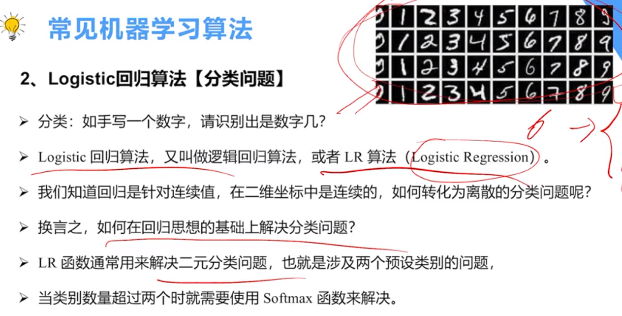 常见机器学习算法
0 1 2 3 4 5 6 7 8 9
0 1 2 3 4 5 6 7 8 9
0 1 2 3 4 5 6 7 8 9
0 1 2 3 4 5 6 7 8 9
2、Logistic回归算法【分类问题】
➢ 分类：如手写一个数字，请识别出是数字几？
6 → {
➢ Logistic 回归算法，又叫做逻辑回归算法，或者 LR 算法（Logistic Regression）。
➢ 我们知道回归是针对连续值，在二维坐标中是连续的，如何转化为离散的分类问题呢？
➢ 换言之，如何在回归思想的基础上解决分类问题？
➢ LR 函数通常用来解决二元分类问题，也就是涉及两个预设类别的问题，
➢ 当类别数量超过两个时就需要使用 Softmax 函数来解决。